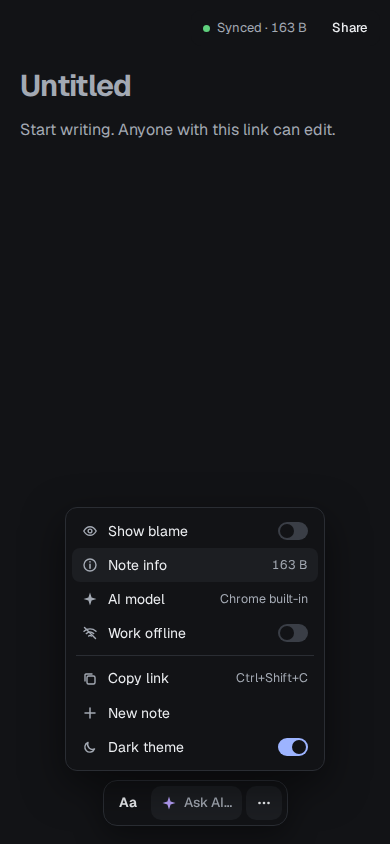 Synced · 163 B Share
Untitled
Start writing. Anyone with this link can edit.
Show blame
Note info 163 B
AI model Chrome built-in
Work offline
Copy link Ctrl+Shift+C
New note
Dark theme
Aa Ask AI... ···